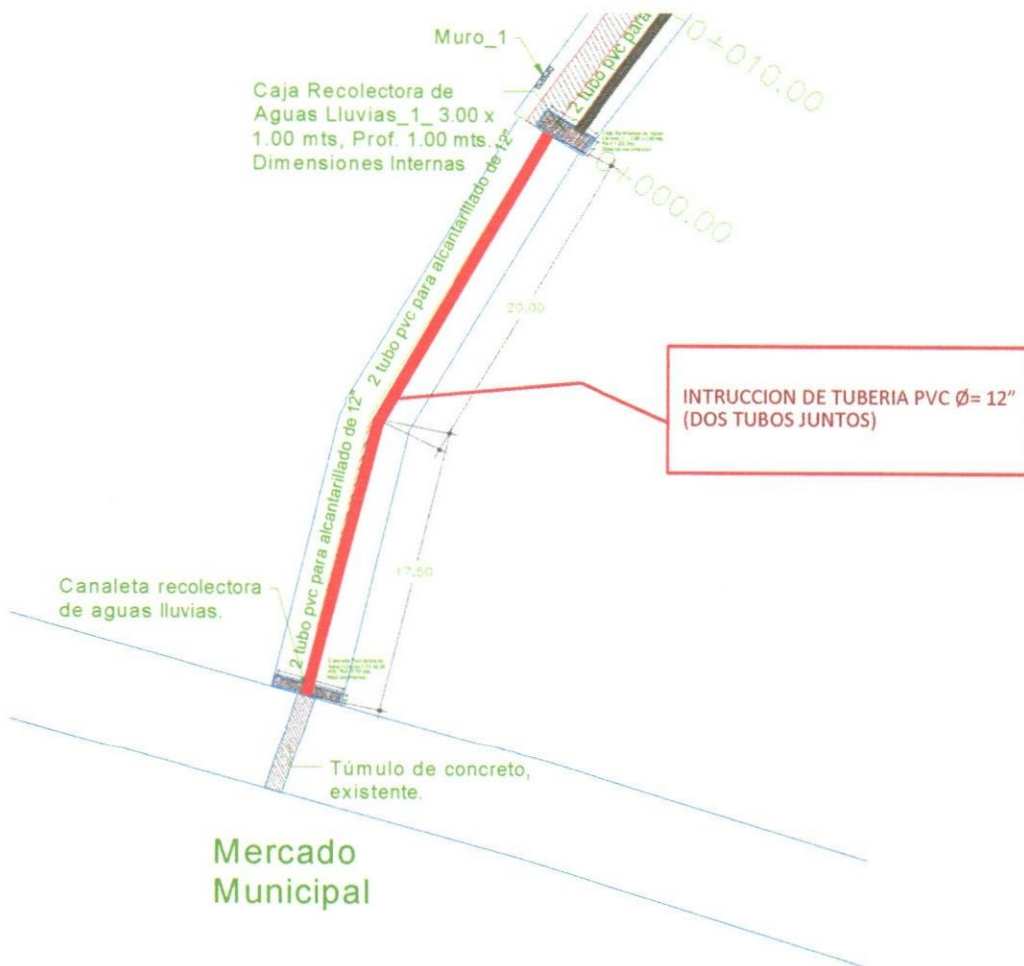 Muro_1
Caja Recolectora de
Aguas Lluvias_1_ 3.00 x
1.00 mts, Prof. 1.00 mts.
Dimensiones Internas
2 tubo pvc para
0+010.00
0+000.00
2 tubo pvc para alcantarillado de 12"
20.00
INTRUCCION DE TUBERIA PVC Ø= 12"
(DOS TUBOS JUNTOS)
2 tubo pvc para alcantarillado de 12"
17.50
Canaleta recolectora
de aguas lluvias.
Túmulo de concreto,
existente.
Mercado
Municipal